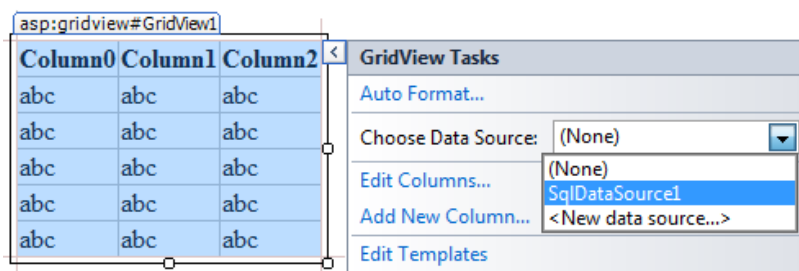 asp:gridview#GridView1
Column0 Column1 Column2
abc abc abc
abc abc abc
abc abc abc
abc abc abc
abc abc abc
<
GridView Tasks
Auto Format...
Choose Data Source: (None)
(None)
SqlDataSource1
<New data source...>
Edit Columns...
Add New Column...
Edit Templates